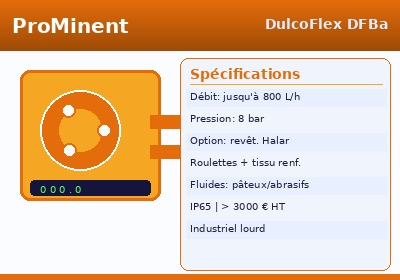 ProMinent
DulcoFlex DFBa
Spécifications
Débit: jusqu'à 800 L/h
Pression: 8 bar
Option: revêt. Halar
Roulettes + tissu renf.
Fluides: pâteux/abrasifs
IP65 | > 3000 € HT
Industriel lourd
000.0